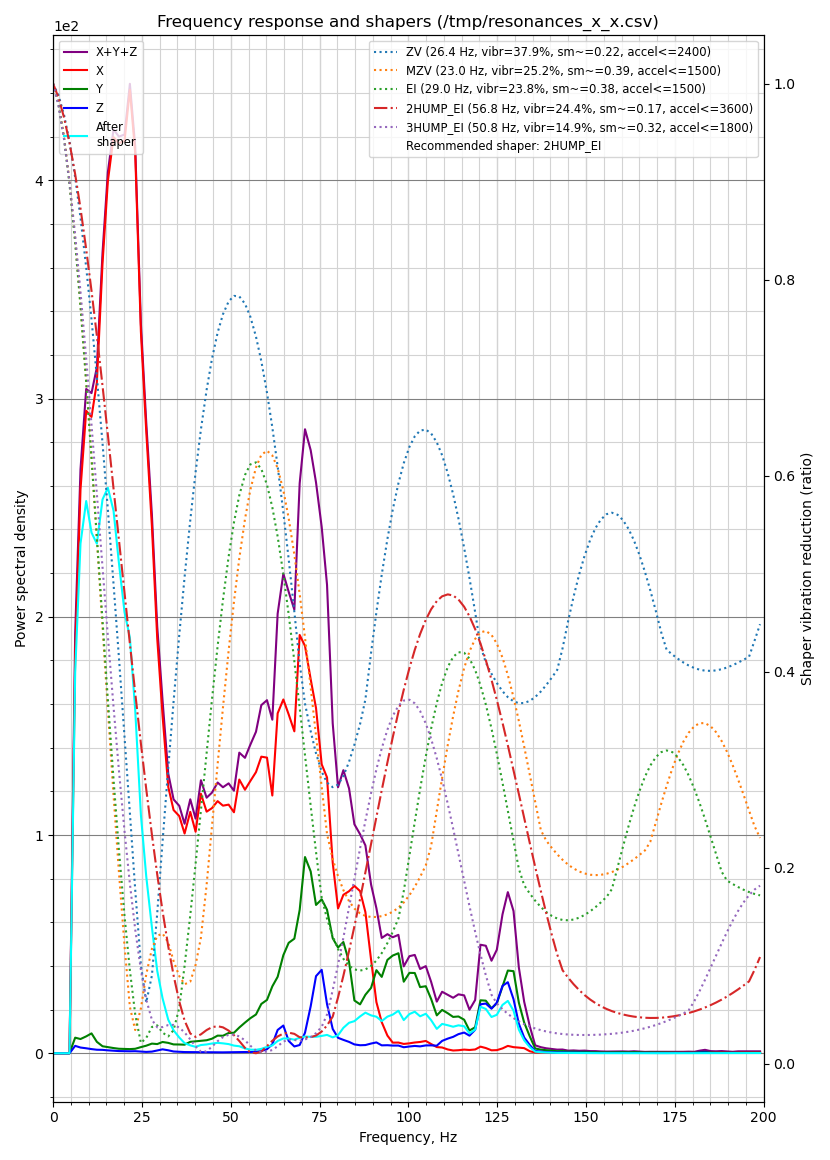 Frequency response and shapers (/tmp/resonances_x_x.csv)
1e2
X+Y+Z
X
Y
Z
After
shaper
ZV (26.4 Hz, vibr=37.9%, sm~=0.22, accel<=2400)
MZV (23.0 Hz, vibr=25.2%, sm~=0.39, accel<=1500)
EI (29.0 Hz, vibr=23.8%, sm~=0.38, accel<=1500)
2HUMP_EI (56.8 Hz, vibr=24.4%, sm~=0.17, accel<=3600)
3HUMP_EI (50.8 Hz, vibr=14.9%, sm~=0.32, accel<=1800)
Recommended shaper: 2HUMP_EI
4
3
2
1
0
Power spectral density
1.0
0.8
0.6
0.4
0.2
0.0
Shaper vibration reduction (ratio)
0 25 50 75 100 125 150 175 200
Frequency, Hz